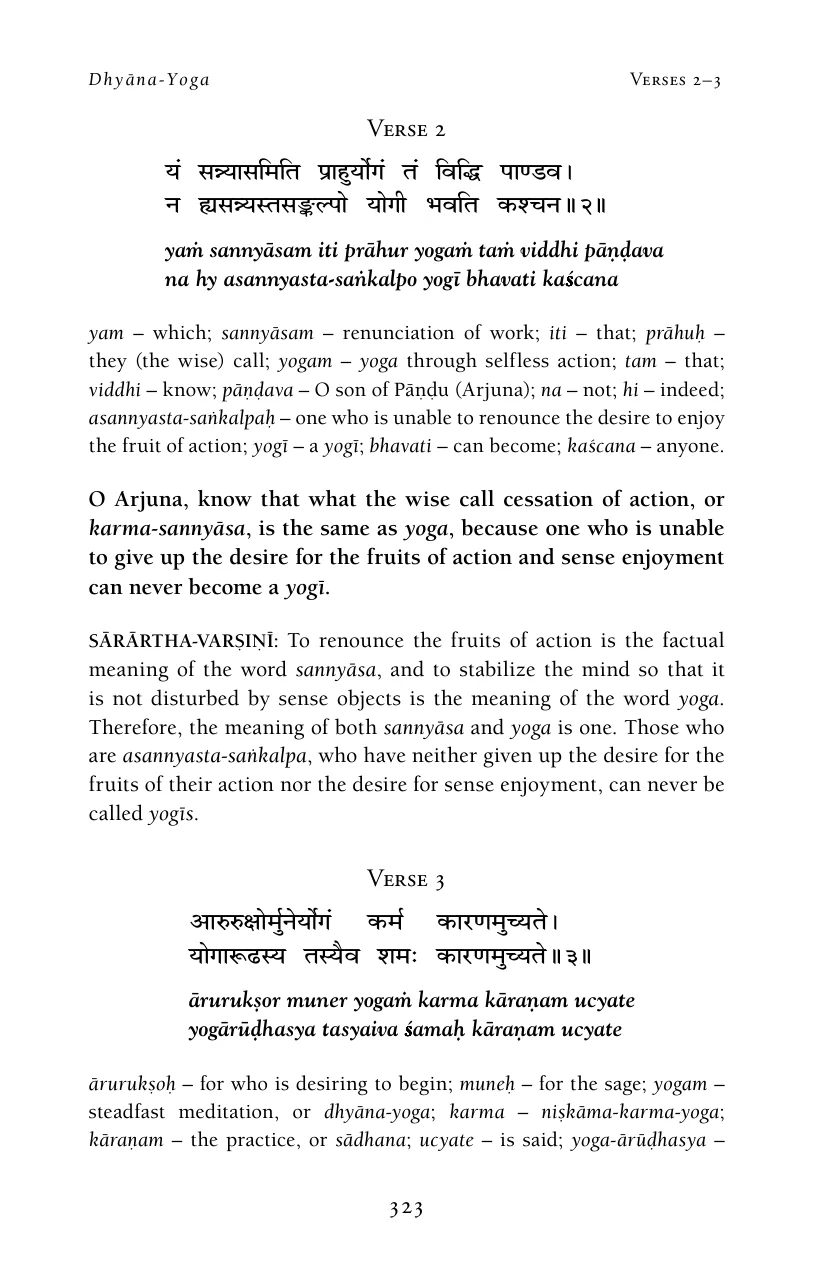 Dhyāna-Yoga
Verses 2–3
Verse 2
यं सन्न्यासमिति प्राहुर्योगं तं विद्धि पाण्डव।
न ह्यसन्न्यस्तसङ्कल्पो योगी भवति कश्चन॥२॥
yaṁ sannyāsam iti prāhur yogaṁ taṁ viddhi pāṇḍava
na hy asannyasta-saṅkalpo yogī bhavati kaścana
yam – which; sannyāsam – renunciation of work; iti – that; prāhuḥ –
they (the wise) call; yogam – yoga through selfless action; tam – that;
viddhi – know; pāṇḍava – O son of Pāṇḍu (Arjuna); na – not; hi – indeed;
asannyasta-saṅkalpaḥ – one who is unable to renounce the desire to enjoy
the fruit of action; yogī – a yogī; bhavati – can become; kaścana – anyone.
O Arjuna, know that what the wise call cessation of action, or
karma-sannyāsa, is the same as yoga, because one who is unable
to give up the desire for the fruits of action and sense enjoyment
can never become a yogī.
SĀRĀRTHA-VARṢIṆĪ: To renounce the fruits of action is the factual
meaning of the word sannyāsa, and to stabilize the mind so that it
is not disturbed by sense objects is the meaning of the word yoga.
Therefore, the meaning of both sannyāsa and yoga is one. Those who
are asannyasta-saṅkalpa, who have neither given up the desire for the
fruits of their action nor the desire for sense enjoyment, can never be
called yogīs.
Verse 3
आरुरुक्षोर्मुनेर्योगं कर्म कारणमुच्यते।
योगारूढस्य तस्यैव शमः कारणमुच्यते॥३॥
ārurukṣor muner yogaṁ karma kāraṇam ucyate
yogārūḍhasya tasyaiva śamaḥ kāraṇam ucyate
ārurukṣoḥ – for who is desiring to begin; muneḥ – for the sage; yogam –
steadfast meditation, or dhyāna-yoga; karma – niṣkāma-karma-yoga;
kāraṇam – the practice, or sādhana; ucyate – is said; yoga-ārūḍhasya –
323